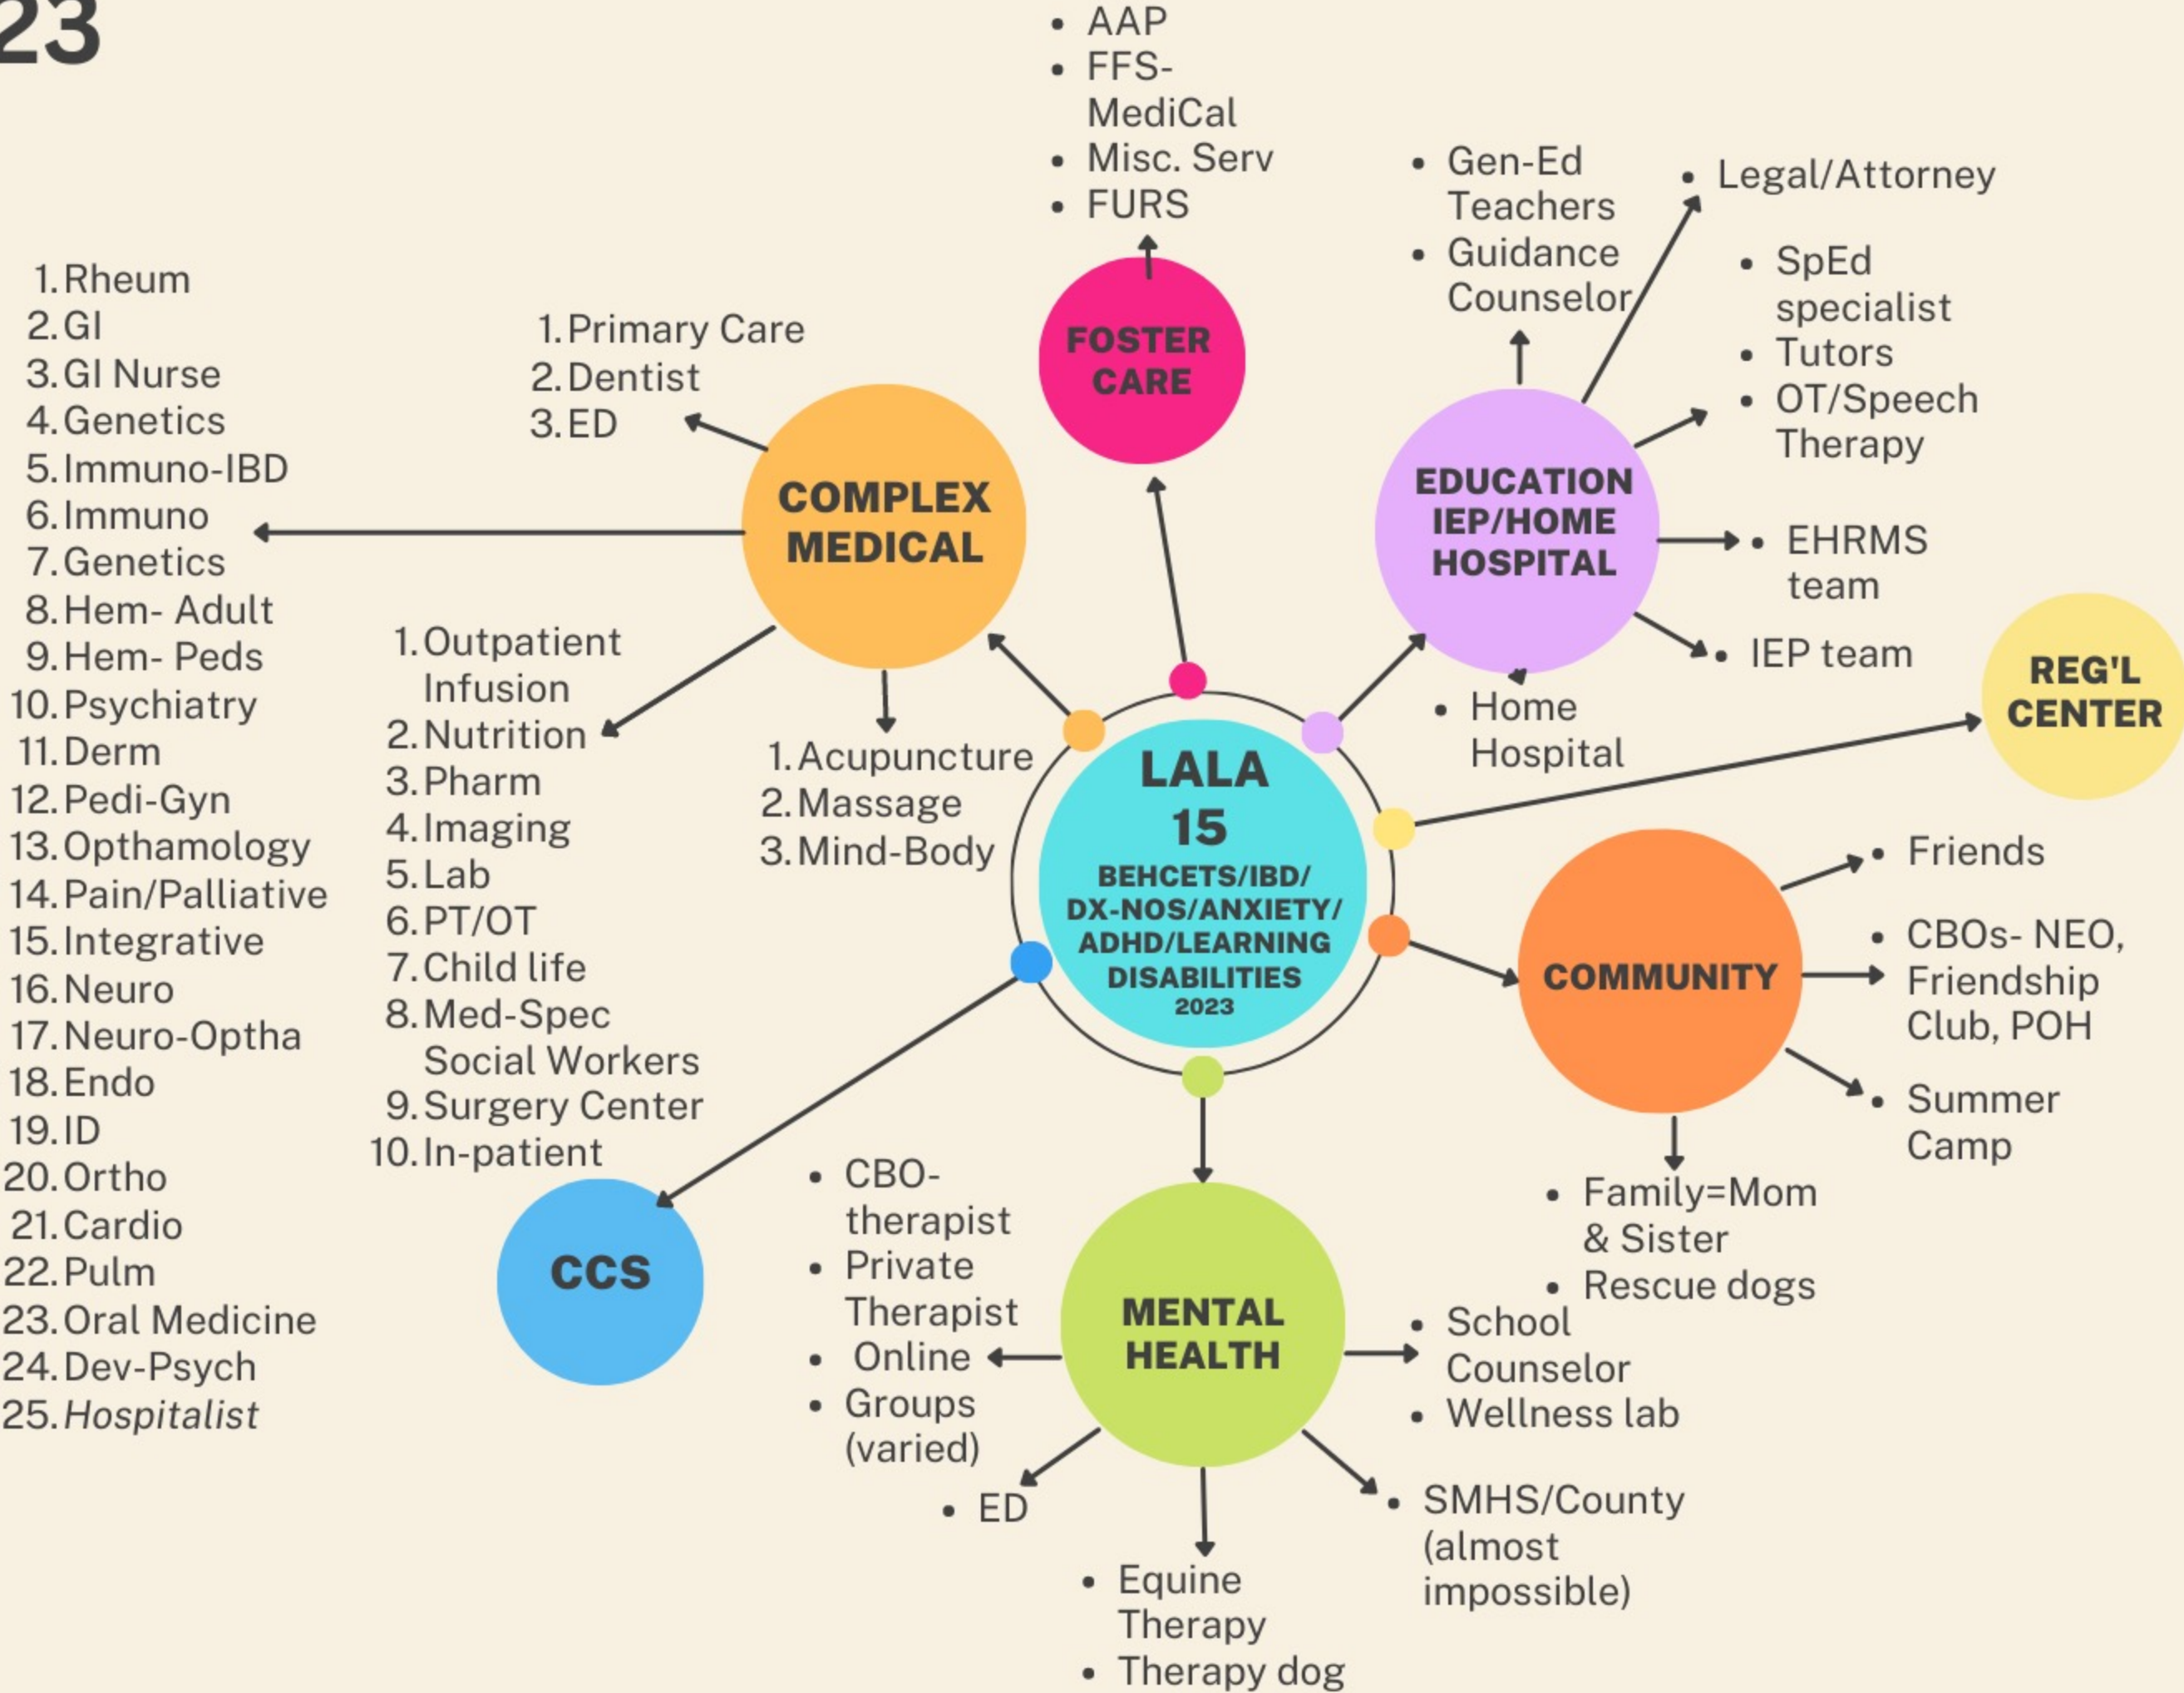 23
AAP
FFS-
MediCal
Misc. Serv
FURS
FOSTER
CARE
Gen-Ed
Teachers
Guidance
Counselor
Legal/Attorney
SpEd
specialist
Tutors
OT/Speech
Therapy
EHRMS
team
IEP team
Home
Hospital
EDUCATION
IEP/HOME
HOSPITAL
REG'L
CENTER
1. Rheum
2. GI
3. GI Nurse
4. Genetics
5. Immuno-IBD
6. Immuno
7. Genetics
8. Hem- Adult
9. Hem- Peds
10. Psychiatry
11. Derm
12. Pedi-Gyn
13. Opthamology
14. Pain/Palliative
15. Integrative
16. Neuro
17. Neuro-Optha
18. Endo
19. ID
20. Ortho
21. Cardio
22. Pulm
23. Oral Medicine
24. Dev-Psych
25. Hospitalist
1. Primary Care
2. Dentist
3. ED
COMPLEX
MEDICAL
1. Outpatient
Infusion
2. Nutrition
3. Pharm
4. Imaging
5. Lab
6. PT/OT
7. Child life
8. Med-Spec
Social Workers
9. Surgery Center
10. In-patient
1. Acupuncture
2. Massage
3. Mind-Body
LALA
15
BEHCETS/IBD/
DX-NOS/ANXIETY/
ADHD/LEARNING
DISABILITIES
2023
COMMUNITY
Friends
CBOs- NEO,
Friendship
Club, POH
Summer
Camp
Family=Mom
& Sister
Rescue dogs
CCS
CBO-
therapist
Private
Therapist
Online
Groups
(varied)
MENTAL
HEALTH
School
Counselor
Wellness lab
ED
SMHS/County
(almost
impossible)
Equine
Therapy
Therapy dog